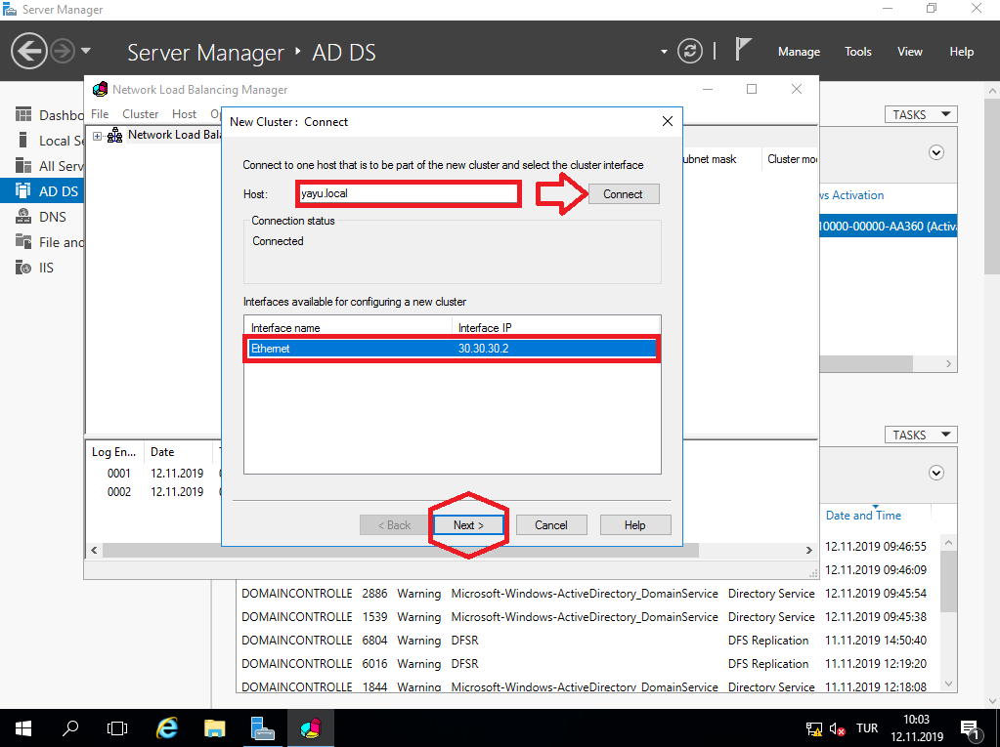 Server Manager
Server Manager ‣ AD DS
Manage Tools View Help
Network Load Balancing Manager
File Cluster Host
Network Load Bala
New Cluster : Connect
Connect to one host that is to be part of the new cluster and select the cluster interface
Host: yayu.local Connect
Connection status
Connected
Interfaces available for configuring a new cluster
Interface name Interface IP
Ethernet 30.30.30.2
< Back Next > Cancel Help
Dashbo
Local Se
All Serv
AD DS
DNS
File and
IIS
ubnet mask Cluster mo
TASKS
ws Activation
0000-00000-AA360 (Activa
Log En... Date
0001 12.11.2019
0002 12.11.2019
TASKS
Date and Time
12.11.2019 09:46:55
12.11.2019 09:46:09
DOMAINCONTROLLE 2886 Warning Microsoft-Windows-ActiveDirectory_DomainService Directory Service 12.11.2019 09:45:54
DOMAINCONTROLLE 1539 Warning Microsoft-Windows-ActiveDirectory_DomainService Directory Service 12.11.2019 09:45:38
DOMAINCONTROLLE 6804 Warning DFSR DFS Replication 11.11.2019 14:50:40
DOMAINCONTROLLE 6016 Warning DFSR DFS Replication 11.11.2019 12:19:20
DOMAINCONTROLLE 1844 Warning Microsoft-Windows-ActiveDirectory_DomainService Directory Service 11.11.2019 12:18:08
TUR
10:03
12.11.2019
1